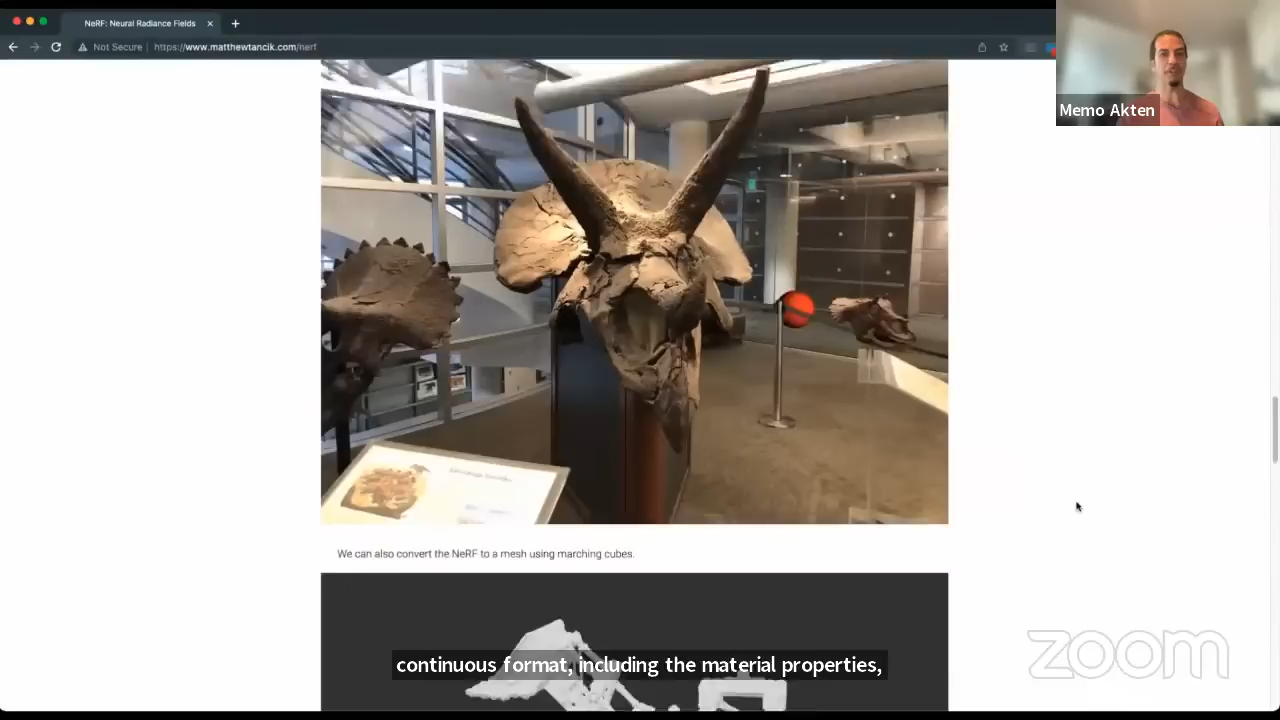 NeRF: Neural Radiance Fields
Not Secure
https://www.matthewtancik.com/nerf
Memo Akten
We can also convert the NeRF to a mesh using marching cubes.
continuous format, including the material properties,
zoom